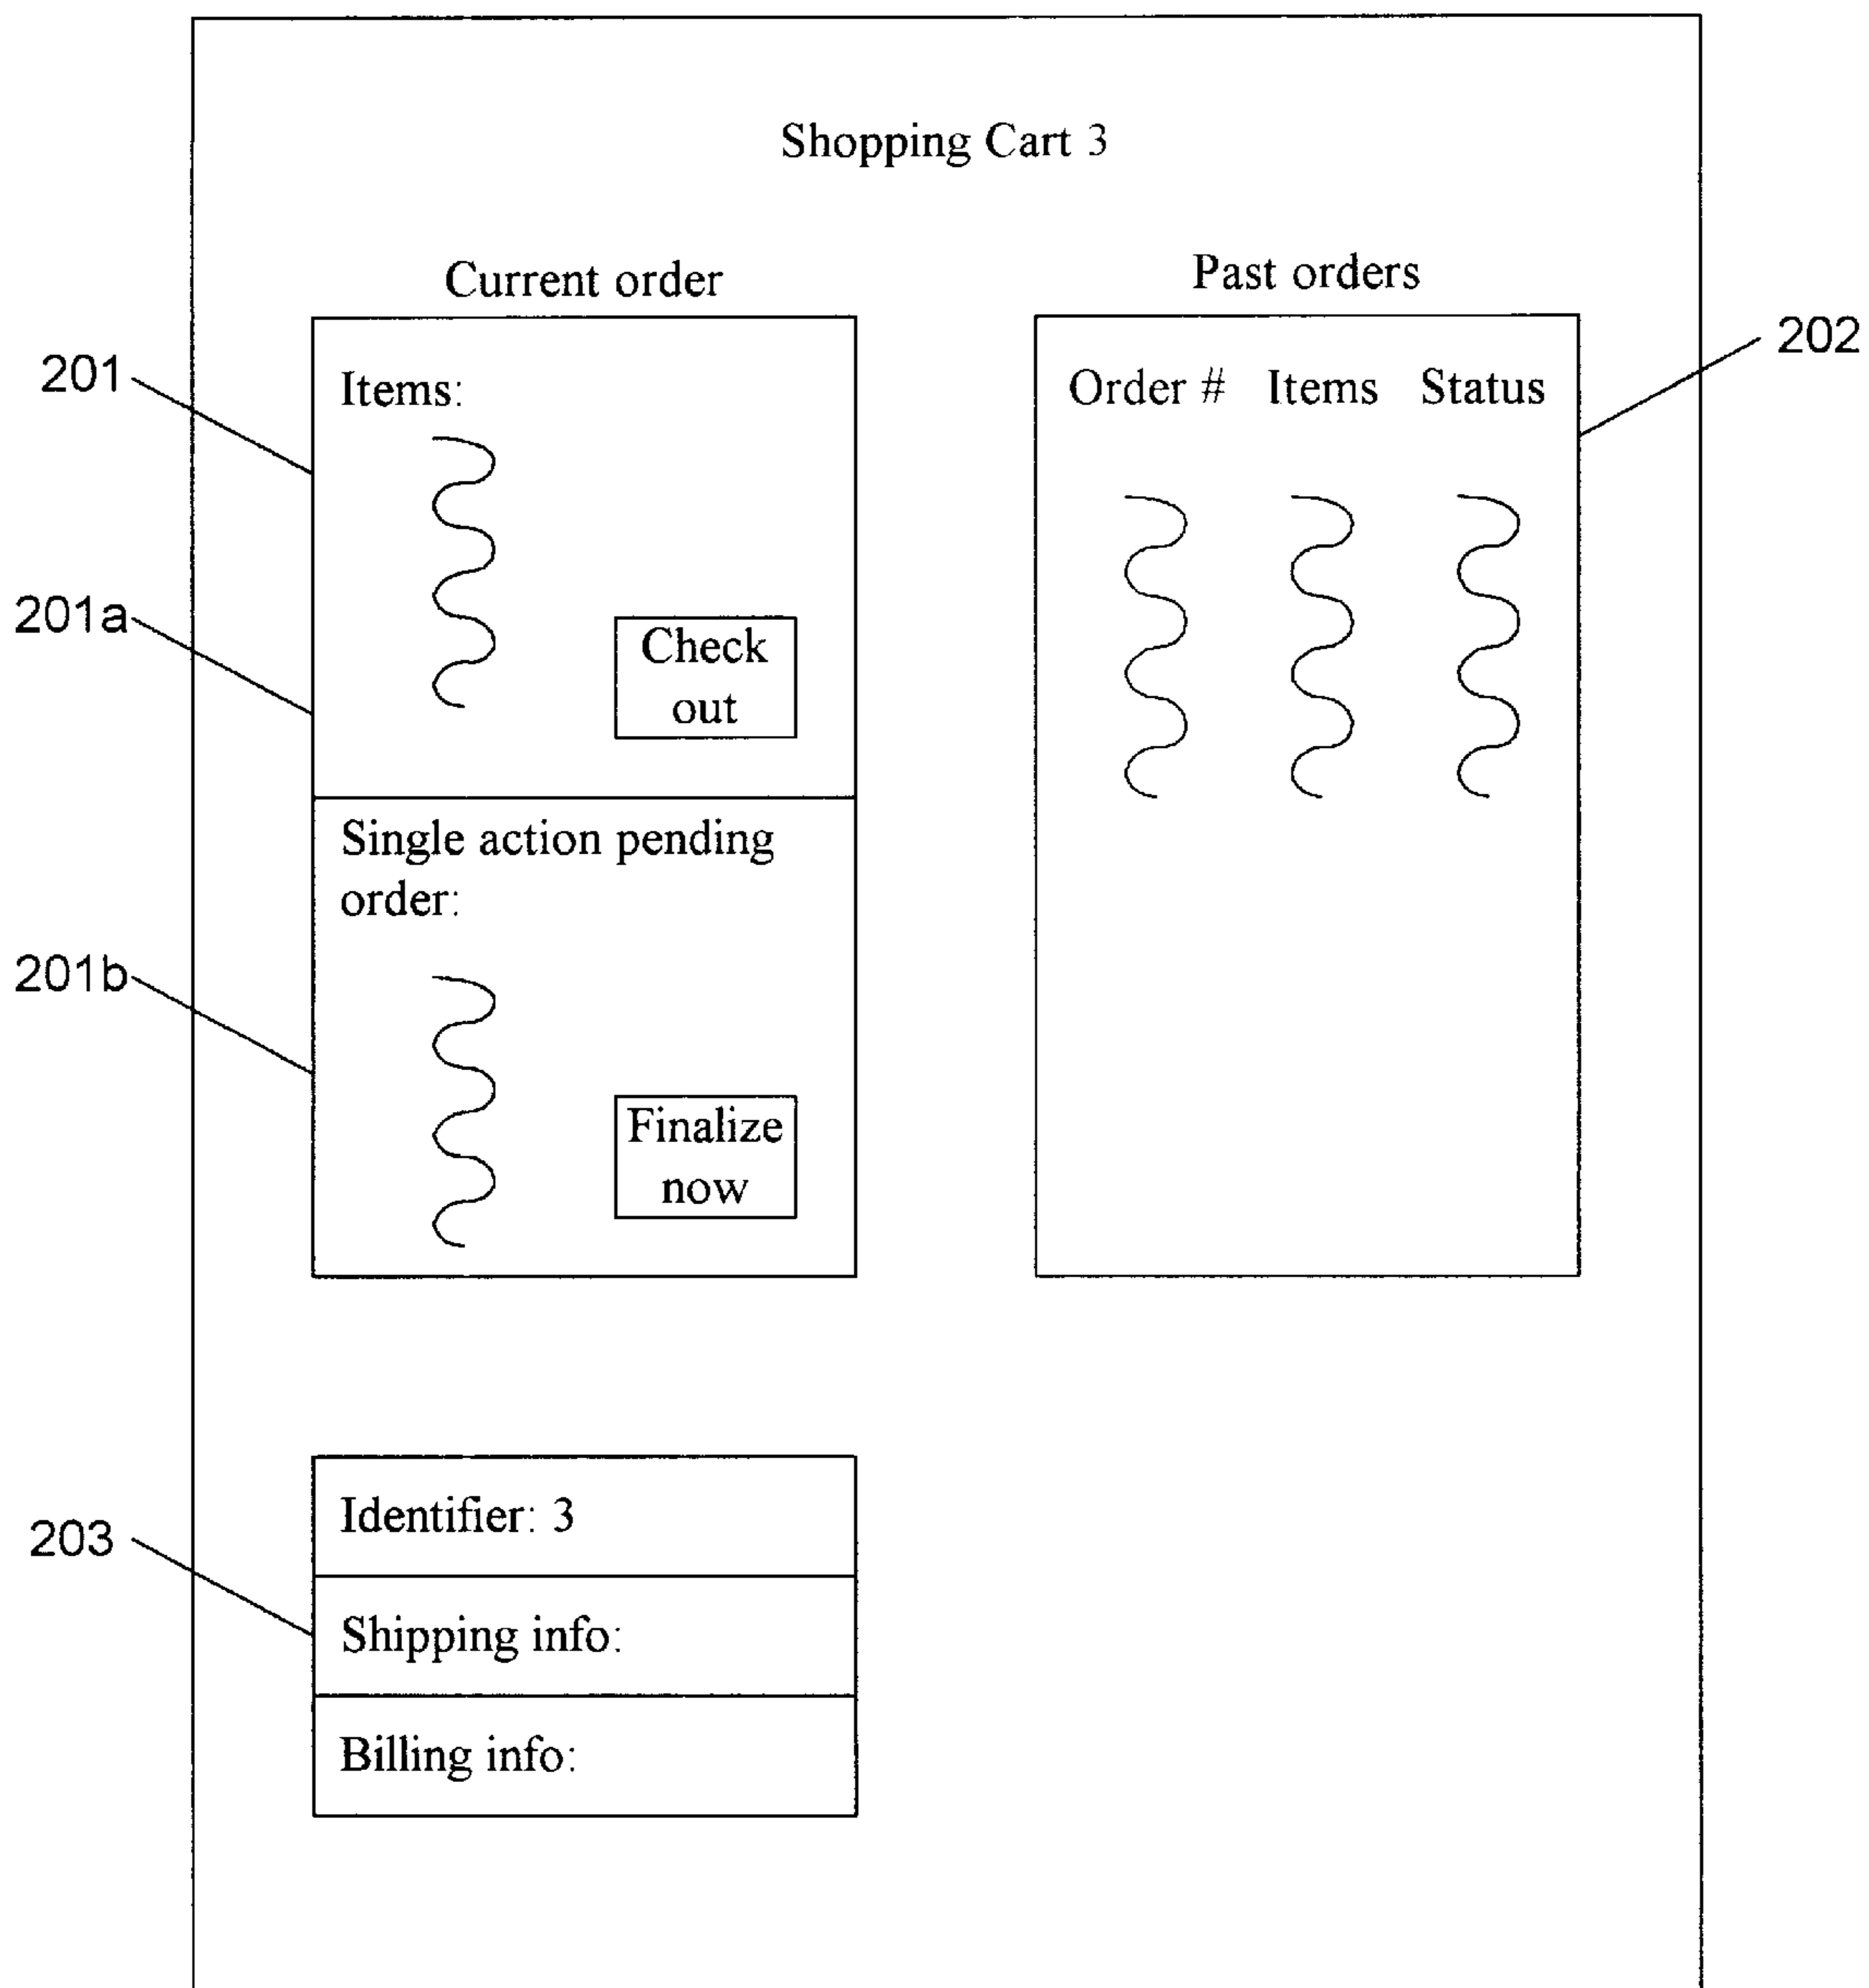 Shopping Cart 3
Current order
Past orders
201
Items:
Check
out
201a
Single action pending
order:
201b
Finalize
now
202
Order # Items Status
203
Identifier: 3
Shipping info:
Billing info: